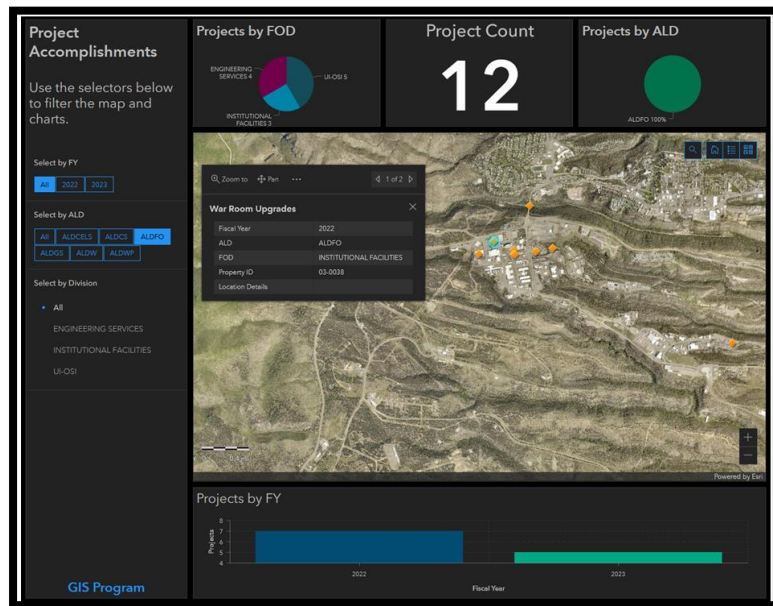 Project
Accomplishments
Use the selectors below
to filter the map and
charts.
Select by FY
All 2022 2023
Select by ALD
All ALDCELS ALDCS ALDFO
ALDGS ALDW ALDWP
Select by Division
All
ENGINEERING SERVICES
INSTITUTIONAL FACILITIES
UI-OSI
GIS Program
Projects by FOD
ENGINEERING
SERVICES 4
UI-OSI 5
INSTITUTIONAL
FACILITIES 3
Project Count
12
Projects by ALD
ALDFO 100%
Zoom to Pan ••• 1 of 2
War Room Upgrades
Fiscal Year 2022
ALD ALDFO
FOD INSTITUTIONAL FACILITIES
Property ID 03-0038
Location Details
+
−
Powered by Esri
Projects by FY
Projects
8
7
6
5
4
2022 2023
Fiscal Year